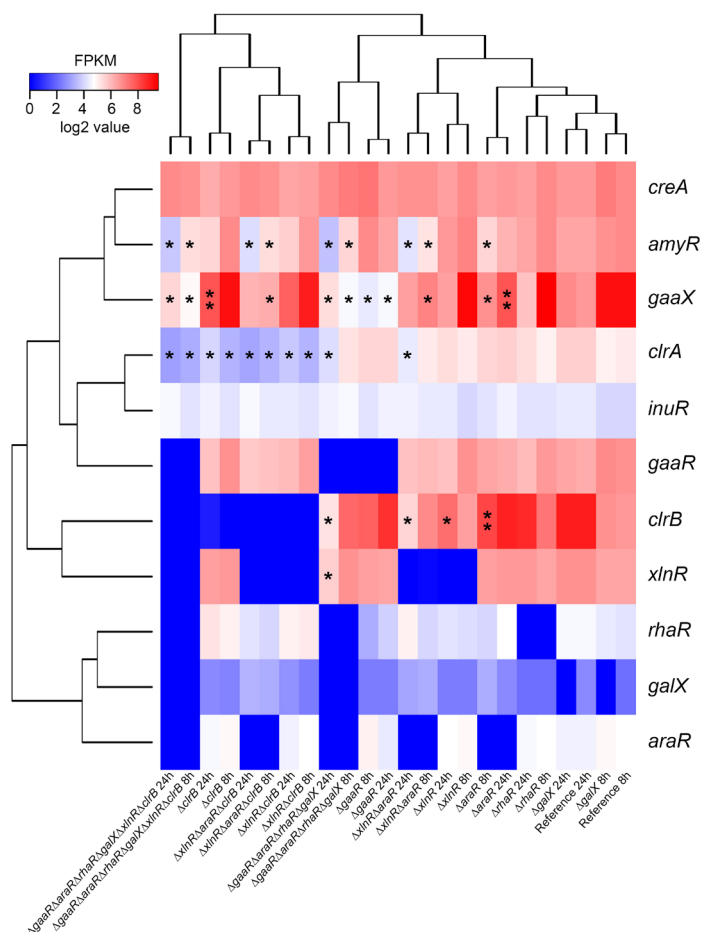 FPKM
0 2 4 6 8
log2 value
creA
* * * * * * * * *
amyR
* * ** * * * * * * * **
gaaX
* * * * * * * * * *
clrA
inuR
gaaR
* * * **
clrB
*
xlnR
rhaR
galX
araR
ΔgaaRΔaraRΔrhaRΔgalXΔxlnRΔclrB 24h
ΔgaaRΔaraRΔrhaRΔgalXΔxlnRΔclrB 8h
ΔclrB 24h
ΔclrB 8h
ΔxlnRΔaraRΔclrB 24h
ΔxlnRΔaraRΔclrB 8h
ΔxlnRΔclrB 24h
ΔxlnRΔclrB 8h
ΔgaaRΔaraRΔrhaRΔgalX 24h
ΔgaaRΔaraRΔrhaRΔgalX 8h
ΔgaaR 8h
ΔgaaR 24h
ΔxlnRΔaraR 24h
ΔxlnRΔaraR 8h
ΔxlnR 24h
ΔxlnR 8h
ΔaraR 8h
ΔaraR 24h
ΔrhaR 24h
ΔrhaR 8h
ΔgalX 24h
Reference 24h
ΔgalX 8h
Reference 8h